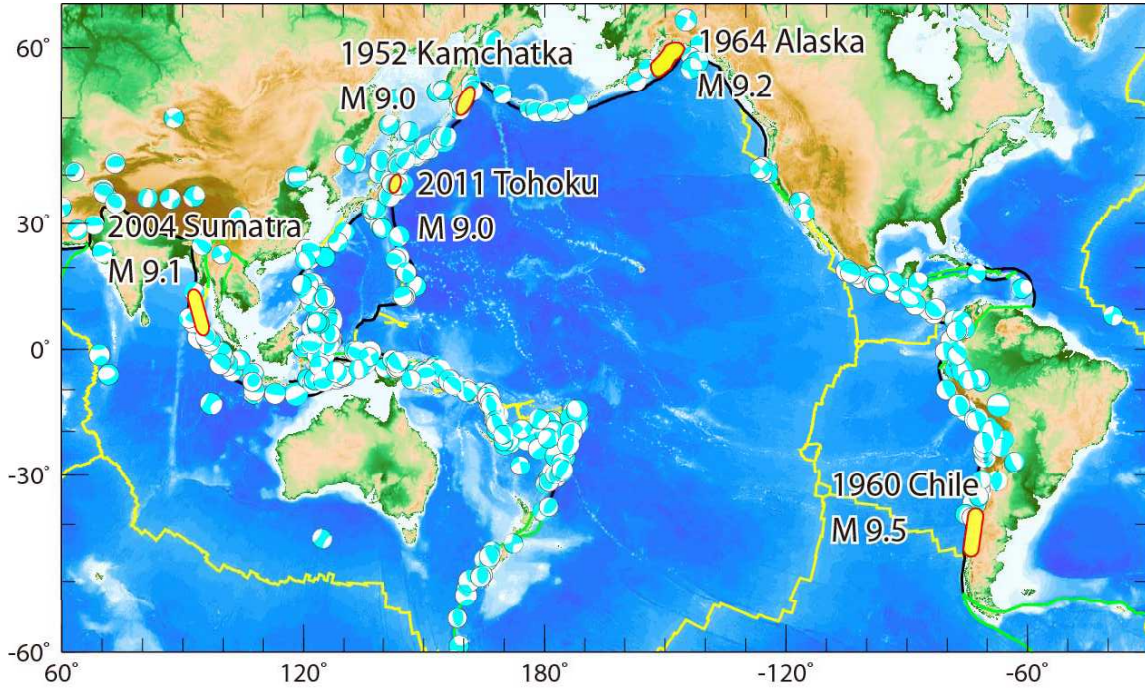 60°
30°
0°
-30°
-60°
60°
120°
180°
-120°
-60°
1952 Kamchatka
M 9.0
1964 Alaska
M 9.2
2011 Tohoku
M 9.0
2004 Sumatra
M 9.1
1960 Chile
M 9.5